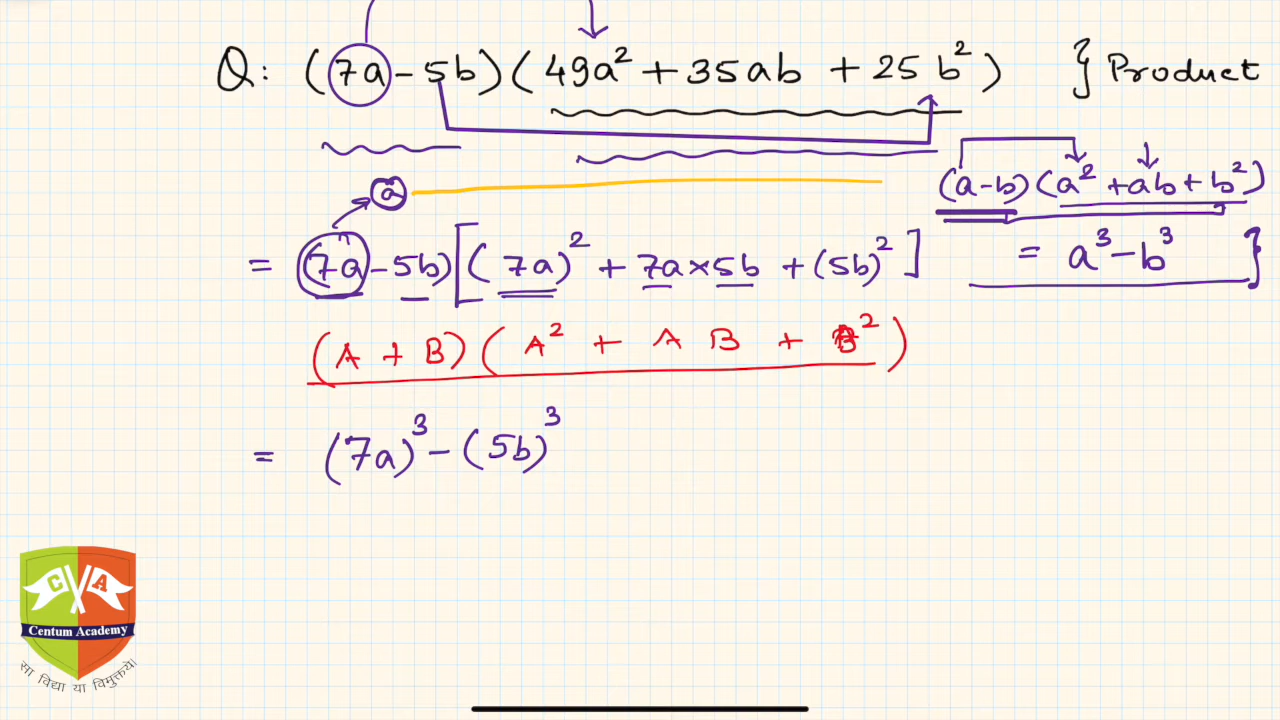 Q: (7a - 5b)(49a² + 35ab + 25b²) } Product
(a-b)(a² + ab + b²)
= a³ - b³ }
a
= (7a - 5b)[(7a)² + 7a × 5b + (5b)²]
(A + B)(A² + A B + B²)
= (7a)³ - (5b)³
C A
Centum Academy
सा विद्या या विमुक्तये।